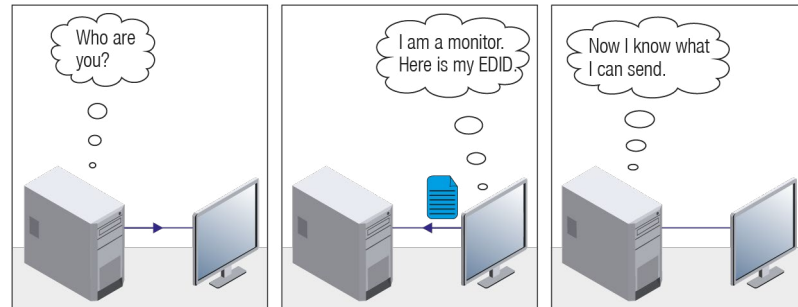 Who are
you?
I am a monitor.
Here is my EDID.
Now I know what
I can send.